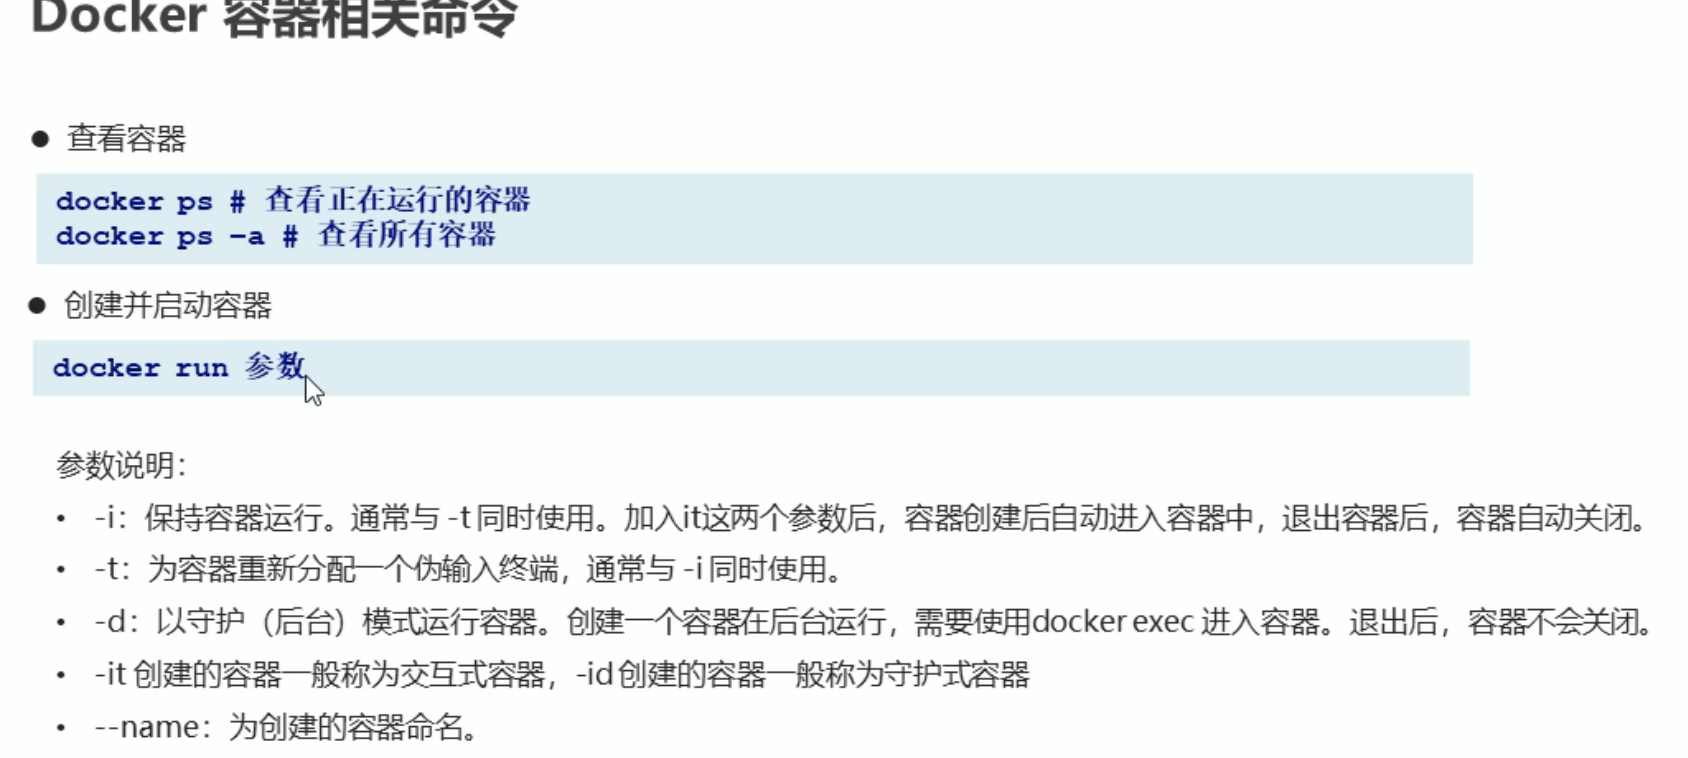 Docker 容器相关命令
查看容器
docker ps # 查看正在运行的容器
docker ps –a # 查看所有容器
创建并启动容器
docker run 参数
参数说明：
• -i：保持容器运行。通常与 -t 同时使用。加入it这两个参数后，容器创建后自动进入容器中，退出容器后，容器自动关闭。
• -t：为容器重新分配一个伪输入终端，通常与 -i 同时使用。
• -d：以守护（后台）模式运行容器。创建一个容器在后台运行，需要使用docker exec 进入容器。退出后，容器不会关闭。
• -it 创建的容器一般称为交互式容器，-id 创建的容器一般称为守护式容器
• --name：为创建的容器命名。